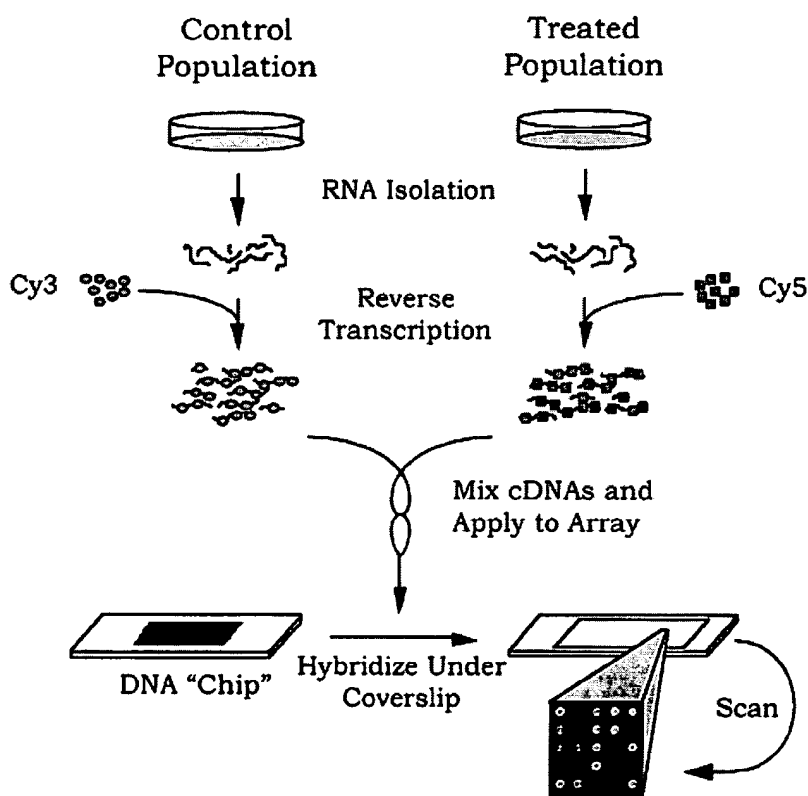 Control
Population
Treated
Population
RNA Isolation
Cy3
Reverse
Transcription
Cy5
Mix cDNAs and
Apply to Array
DNA “Chip”
Hybridize Under
Coverslip
Scan